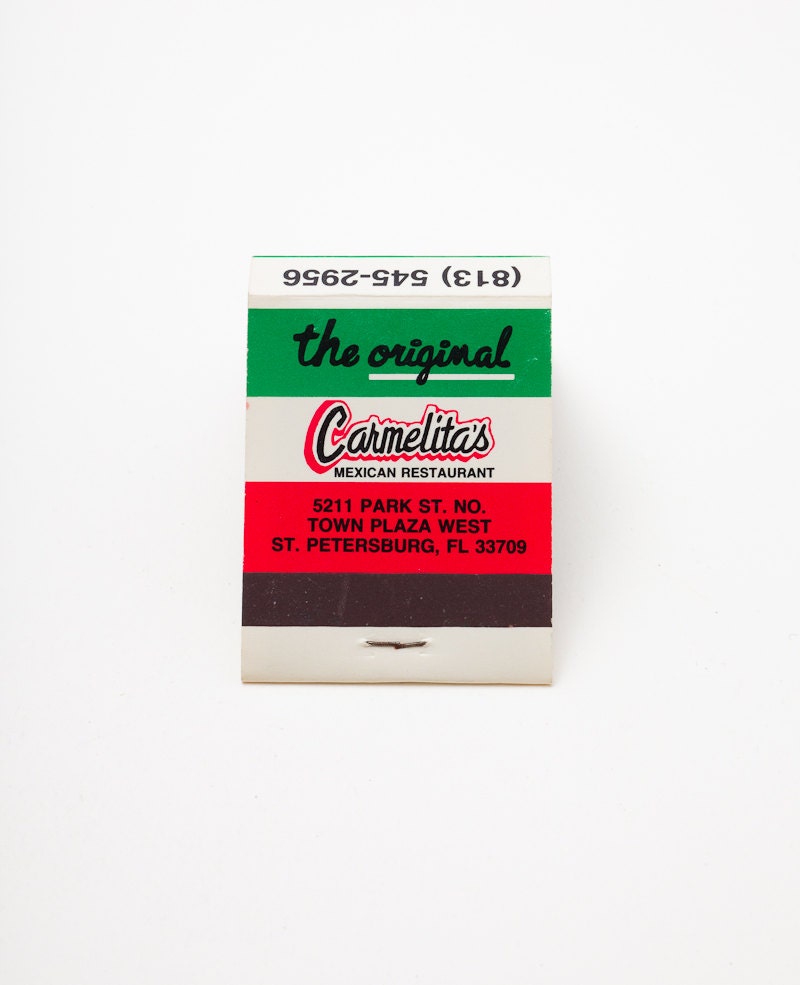 (813) 545-2956
the original
Carmelita's
MEXICAN RESTAURANT
5211 PARK ST. NO.
TOWN PLAZA WEST
ST. PETERSBURG, FL 33709